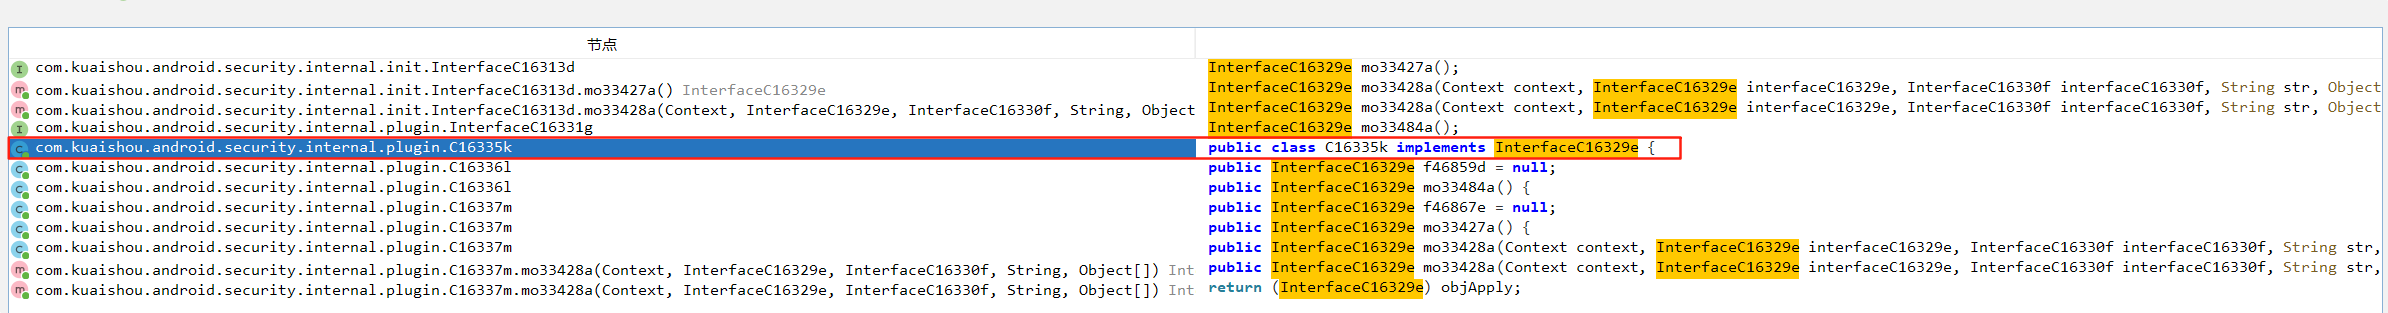 节点
com.kuaishou.android.security.internal.init.InterfaceC16313d InterfaceC16329e mo33427a();
com.kuaishou.android.security.internal.init.InterfaceC16313d.mo33427a() InterfaceC16329e InterfaceC16329e mo33428a(Context context, InterfaceC16329e interfaceC16329e, InterfaceC16330f interfaceC16330f, String str, Object
com.kuaishou.android.security.internal.init.InterfaceC16313d.mo33428a(Context, InterfaceC16329e, InterfaceC16330f, String, Object InterfaceC16329e mo33428a(Context context, InterfaceC16329e interfaceC16329e, InterfaceC16330f interfaceC16330f, String str, Object
com.kuaishou.android.security.internal.plugin.InterfaceC16331g InterfaceC16329e mo33484a();
com.kuaishou.android.security.internal.plugin.C16335k public class C16335k implements InterfaceC16329e {
com.kuaishou.android.security.internal.plugin.C16336l public InterfaceC16329e f46859d = null;
com.kuaishou.android.security.internal.plugin.C16336l public InterfaceC16329e mo33484a() {
com.kuaishou.android.security.internal.plugin.C16337m public InterfaceC16329e f46867e = null;
com.kuaishou.android.security.internal.plugin.C16337m public InterfaceC16329e mo33427a() {
com.kuaishou.android.security.internal.plugin.C16337m public InterfaceC16329e mo33428a(Context context, InterfaceC16329e interfaceC16329e, InterfaceC16330f interfaceC16330f, String str,
com.kuaishou.android.security.internal.plugin.C16337m.mo33428a(Context, InterfaceC16329e, InterfaceC16330f, String, Object[]) Int public InterfaceC16329e mo33428a(Context context, InterfaceC16329e interfaceC16329e, InterfaceC16330f interfaceC16330f, String str,
com.kuaishou.android.security.internal.plugin.C16337m.mo33428a(Context, InterfaceC16329e, InterfaceC16330f, String, Object[]) Int return (InterfaceC16329e) objApply;